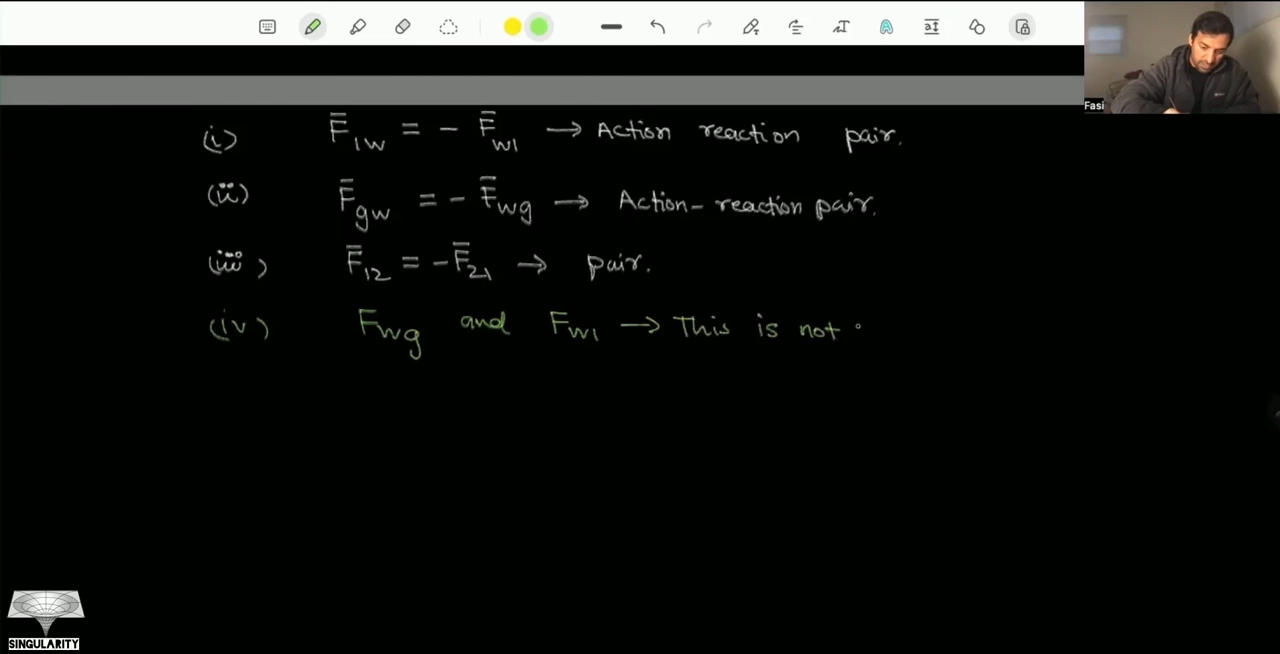 Fasi
(i) F̄1w = - F̄w1 → Action reaction pair.
(ii) F̄gw = - F̄wg → Action-reaction pair.
(iii) F̄12 = - F̄21 → pair.
(iv) Fwg and Fw1 → This is not
SINGULARITY